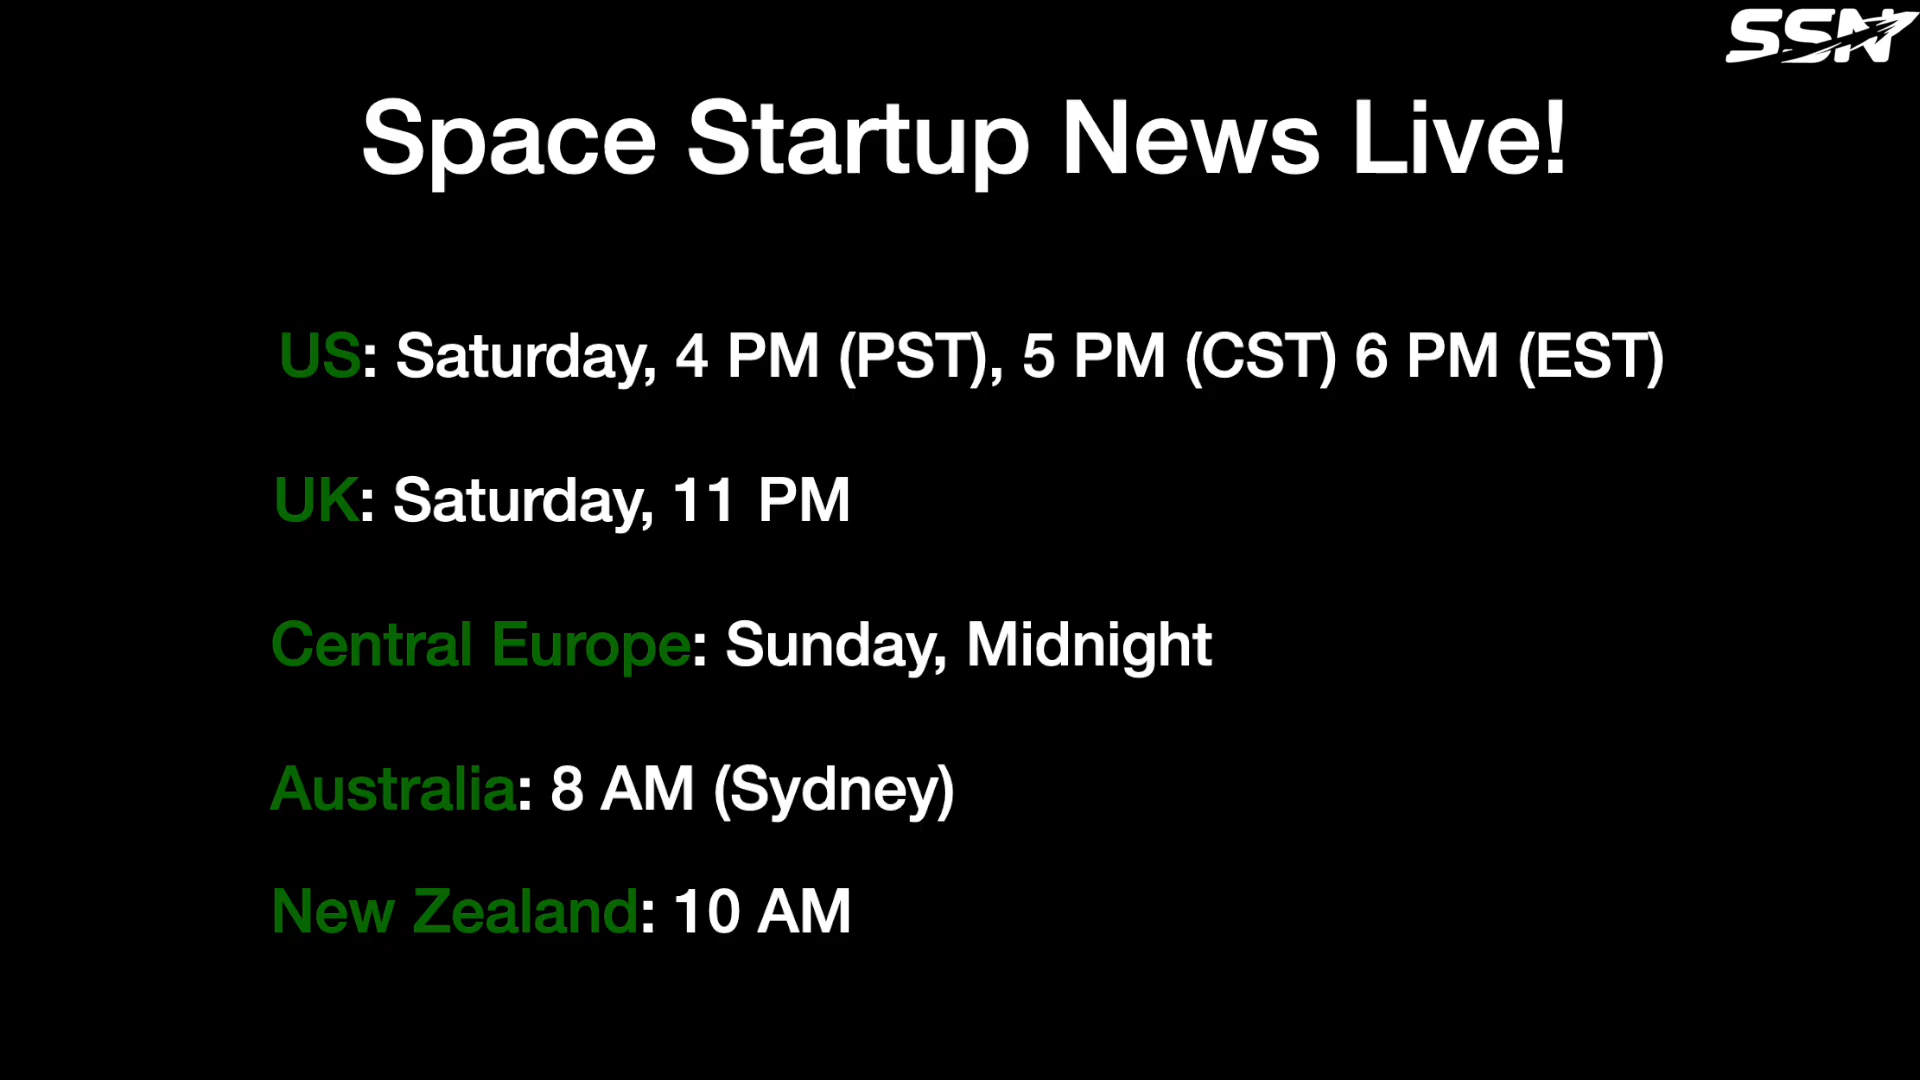 SSN
Space Startup News Live!
US: Saturday, 4 PM (PST), 5 PM (CST) 6 PM (EST)
UK: Saturday, 11 PM
Central Europe: Sunday, Midnight
Australia: 8 AM (Sydney)
New Zealand: 10 AM